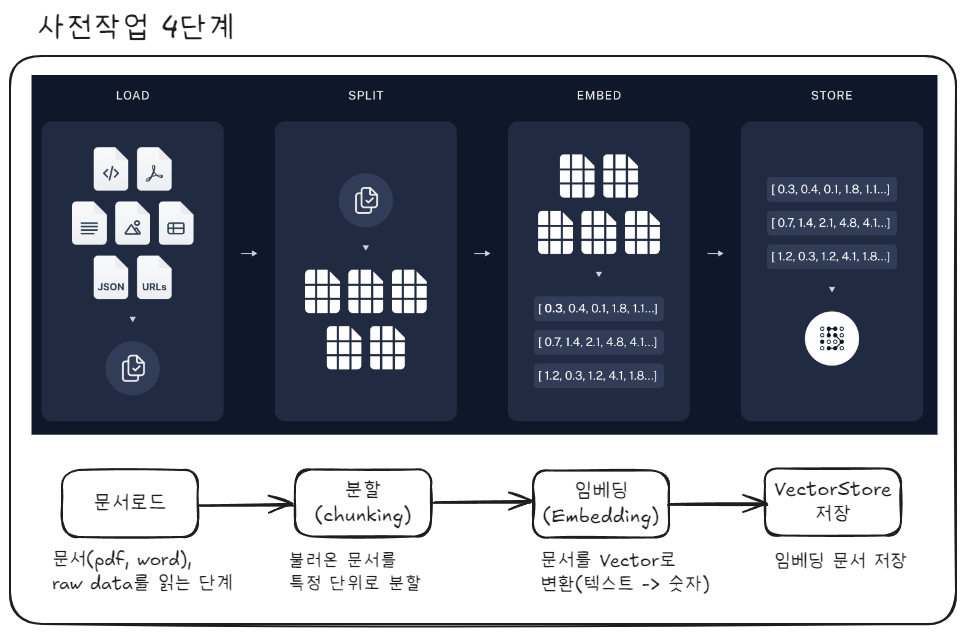 사전작업 4단계
LOAD
SPLIT
EMBED
STORE
</>
JSON
URLs
[ 0.3, 0.4, 0.1, 1.8, 1.1...]
[ 0.7, 1.4, 2.1, 4.8, 4.1...]
[ 1.2, 0.3, 1.2, 4.1, 1.8...]
[ 0.3, 0.4, 0.1, 1.8, 1.1...]
[ 0.7, 1.4, 2.1, 4.8, 4.1...]
[ 1.2, 0.3, 1.2, 4.1, 1.8...]
문서로드
문서(pdf, word),
raw data를 읽는 단계
분할
(chunking)
불러온 문서를
특정 단위로 분할
임베딩
(Embedding)
문서를 Vector로
변환(텍스트 -> 숫자)
VectorStore
저장
임베딩 문서 저장